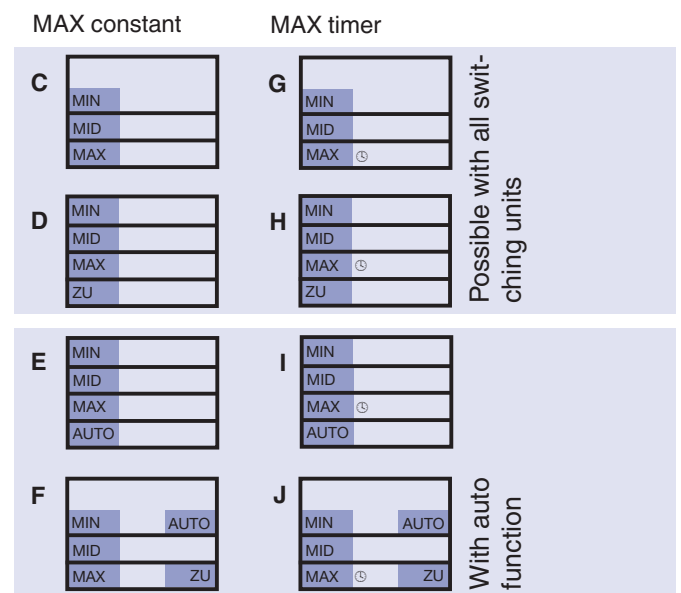 MAX constant MAX timer
C
MIN
MID
MAX
G
MIN
MID
MAX
D
MIN
MID
MAX
ZU
H
MIN
MID
MAX
ZU
Possible with all swit-
ching units
E
MIN
MID
MAX
AUTO
I
MIN
MID
MAX
AUTO
F
MIN AUTO
MID
MAX ZU
J
MIN AUTO
MID
MAX ZU
With auto
function